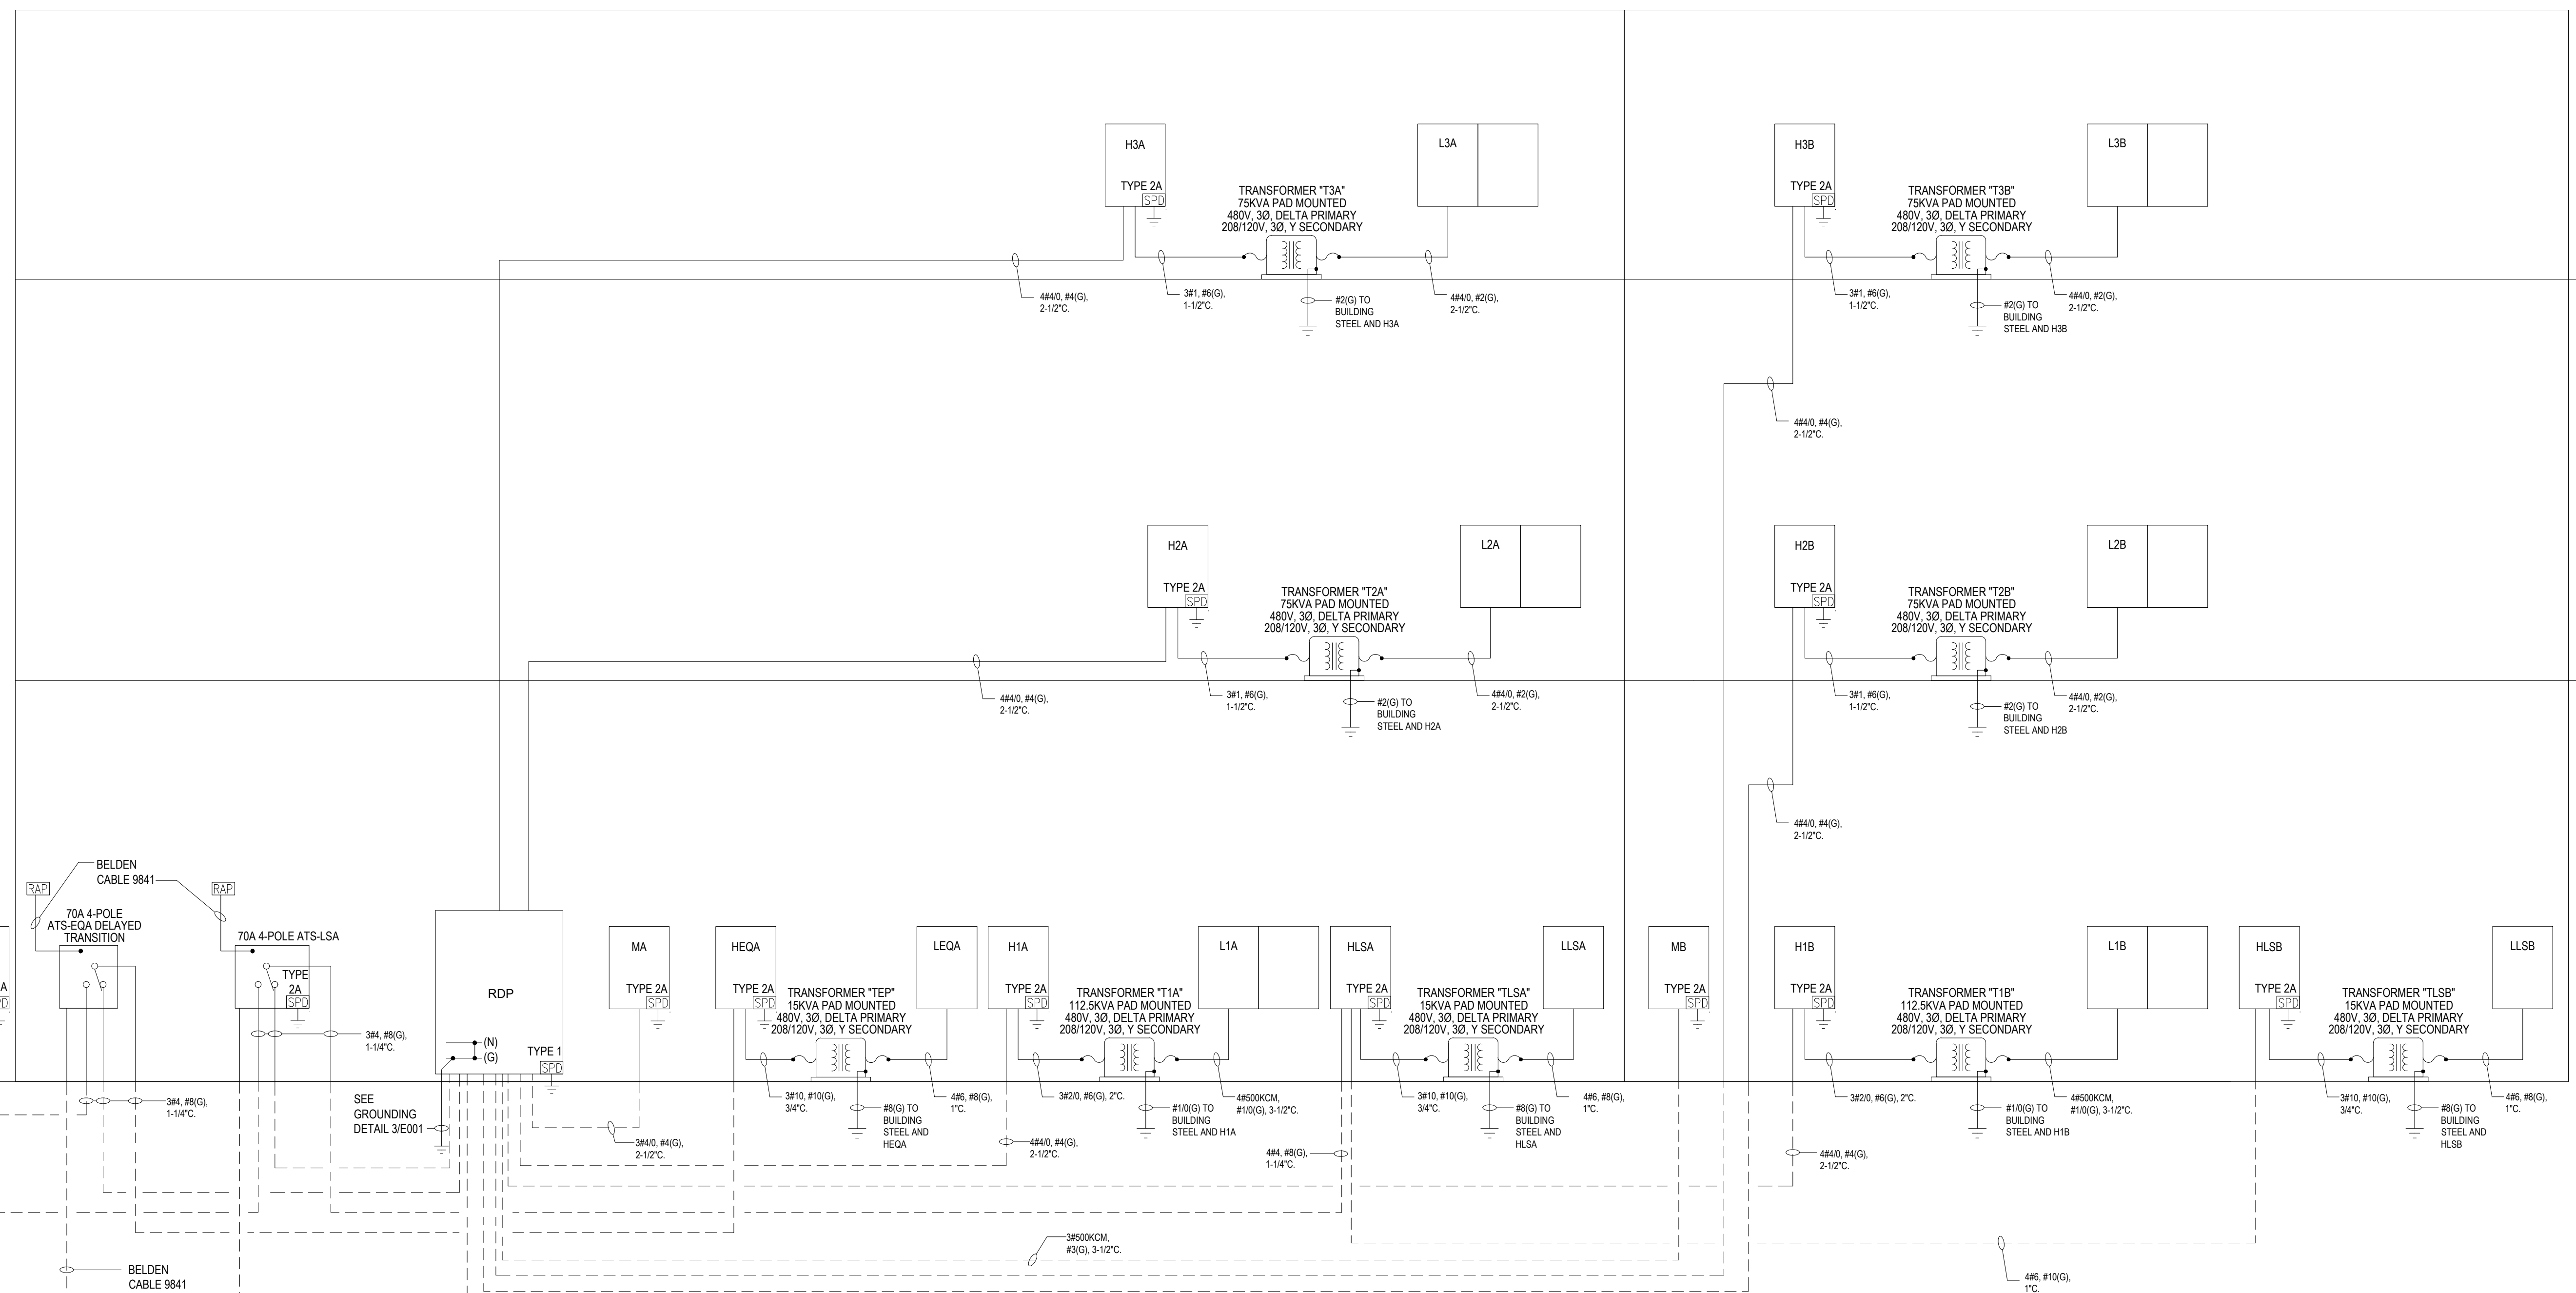 H3A
TYPE 2A
SPD
TRANSFORMER "T3A"
75KVA PAD MOUNTED
480V, 3Ø, DELTA PRIMARY
208/120V, 3Ø, Y SECONDARY
L3A
4#4/0, #4(G),
2-1/2"C.
3#1, #6(G),
1-1/2"C.
#2(G) TO
BUILDING
STEEL AND H3A
4#4/0, #2(G),
2-1/2"C.
H3B
TYPE 2A
SPD
TRANSFORMER "T3B"
75KVA PAD MOUNTED
480V, 3Ø, DELTA PRIMARY
208/120V, 3Ø, Y SECONDARY
L3B
3#1, #6(G),
1-1/2"C.
#2(G) TO
BUILDING
STEEL AND H3B
4#4/0, #2(G),
2-1/2"C.
4#4/0, #4(G),
2-1/2"C.
H2A
TYPE 2A
SPD
TRANSFORMER "T2A"
75KVA PAD MOUNTED
480V, 3Ø, DELTA PRIMARY
208/120V, 3Ø, Y SECONDARY
L2A
4#4/0, #4(G),
2-1/2"C.
3#1, #6(G),
1-1/2"C.
#2(G) TO
BUILDING
STEEL AND H2A
4#4/0, #2(G),
2-1/2"C.
H2B
TYPE 2A
SPD
TRANSFORMER "T2B"
75KVA PAD MOUNTED
480V, 3Ø, DELTA PRIMARY
208/120V, 3Ø, Y SECONDARY
L2B
3#1, #6(G),
1-1/2"C.
#2(G) TO
BUILDING
STEEL AND H2B
4#4/0, #2(G),
2-1/2"C.
4#4/0, #4(G),
2-1/2"C.
BELDEN
CABLE 9841
RAP
RAP
70A 4-POLE
ATS-EQA DELAYED
TRANSITION
70A 4-POLE ATS-LSA
TYPE
2A
SPD
3#4, #8(G),
1-1/4"C.
3#4, #8(G),
1-1/4"C.
RDP
(N)
(G)
TYPE 1
SPD
SEE
GROUNDING
DETAIL 3/E001
BELDEN
CABLE 9841
MA
TYPE 2A
SPD
3#4/0, #4(G),
2-1/2"C.
HEQA
TYPE 2A
SPD
TRANSFORMER "TEP"
15KVA PAD MOUNTED
480V, 3Ø, DELTA PRIMARY
208/120V, 3Ø, Y SECONDARY
LEQA
3#10, #10(G),
3/4"C.
#8(G) TO
BUILDING
STEEL AND
HEQA
4#6, #8(G),
1"C.
H1A
TYPE 2A
SPD
TRANSFORMER "T1A"
112.5KVA PAD MOUNTED
480V, 3Ø, DELTA PRIMARY
208/120V, 3Ø, Y SECONDARY
L1A
3#2/0, #6(G), 2"C.
#1/0(G) TO
BUILDING
STEEL AND H1A
4#500KCM,
#1/0(G), 3-1/2"C.
4#4/0, #4(G),
2-1/2"C.
HLSA
TYPE 2A
SPD
TRANSFORMER "TLSA"
15KVA PAD MOUNTED
480V, 3Ø, DELTA PRIMARY
208/120V, 3Ø, Y SECONDARY
LLSA
3#10, #10(G),
3/4"C.
#8(G) TO
BUILDING
STEEL AND
HLSA
4#6, #8(G),
1"C.
4#4, #8(G),
1-1/4"C.
MB
TYPE 2A
SPD
3#500KCM,
#3(G), 3-1/2"C.
H1B
TYPE 2A
SPD
TRANSFORMER "T1B"
112.5KVA PAD MOUNTED
480V, 3Ø, DELTA PRIMARY
208/120V, 3Ø, Y SECONDARY
L1B
3#2/0, #6(G), 2"C.
#1/0(G) TO
BUILDING
STEEL AND H1B
4#500KCM,
#1/0(G), 3-1/2"C.
4#4/0, #4(G),
2-1/2"C.
HLSB
TYPE 2A
SPD
TRANSFORMER "TLSB"
15KVA PAD MOUNTED
480V, 3Ø, DELTA PRIMARY
208/120V, 3Ø, Y SECONDARY
LLSB
3#10, #10(G),
3/4"C.
#8(G) TO
BUILDING
STEEL AND
HLSB
4#6, #8(G),
1"C.
4#6, #10(G),
1"C.